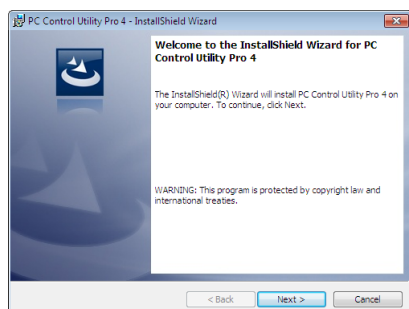 PC Control Utility Pro 4 - InstallShield Wizard
Welcome to the InstallShield Wizard for PC
Control Utility Pro 4
The InstallShield(R) Wizard will install PC Control Utility Pro 4 on
your computer. To continue, click Next.
WARNING: This program is protected by copyright law and
international treaties.
< Back
Next >
Cancel